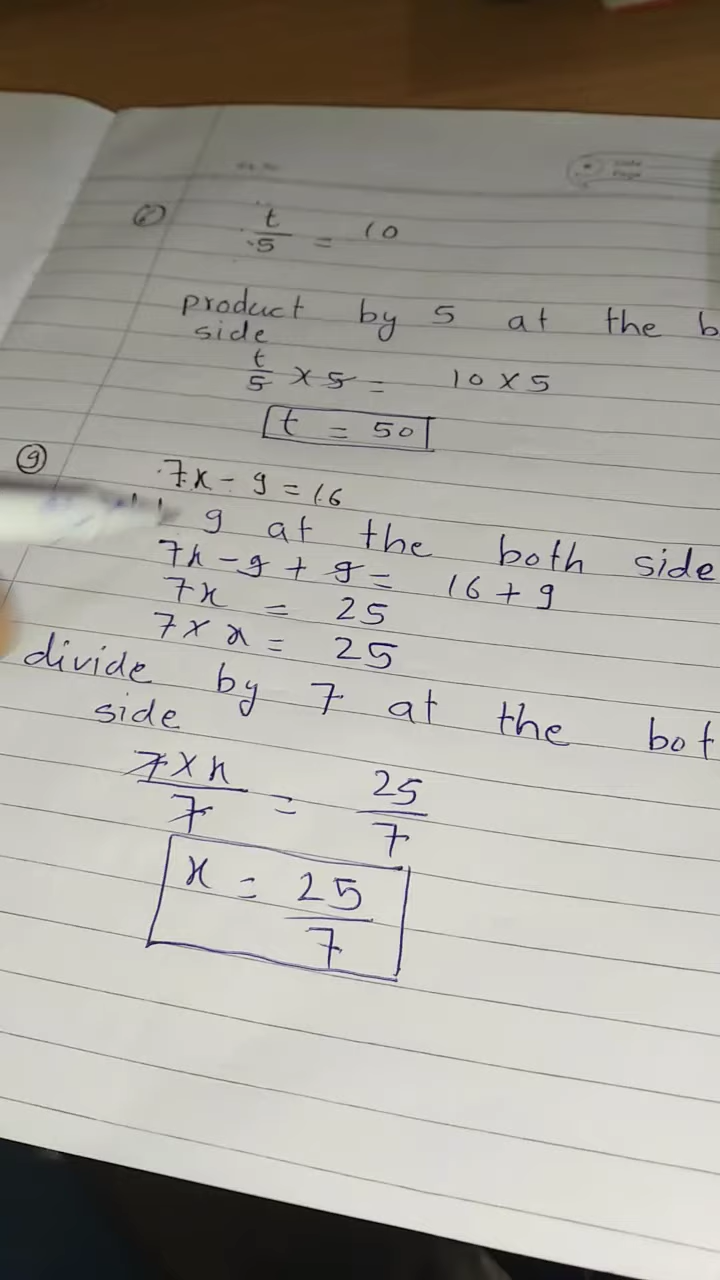 t/5 = 10
product by 5 at the b
side
t/5 × 5 = 10 × 5
t = 50
9 7x - 9 = 16
9 at the both side
7x - 9 + 9 = 16 + 9
7x = 25
7 × x = 25
divide by 7 at the bot
side
7 × x / 7 = 25 / 7
x = 25 / 7